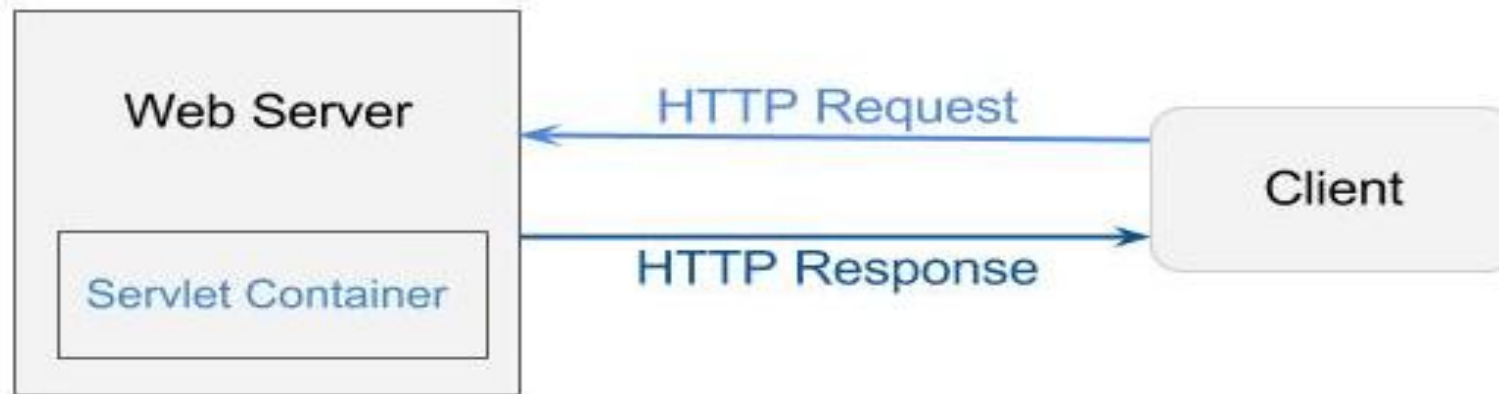 Web Server
HTTP Request
Client
HTTP Response
Servlet Container